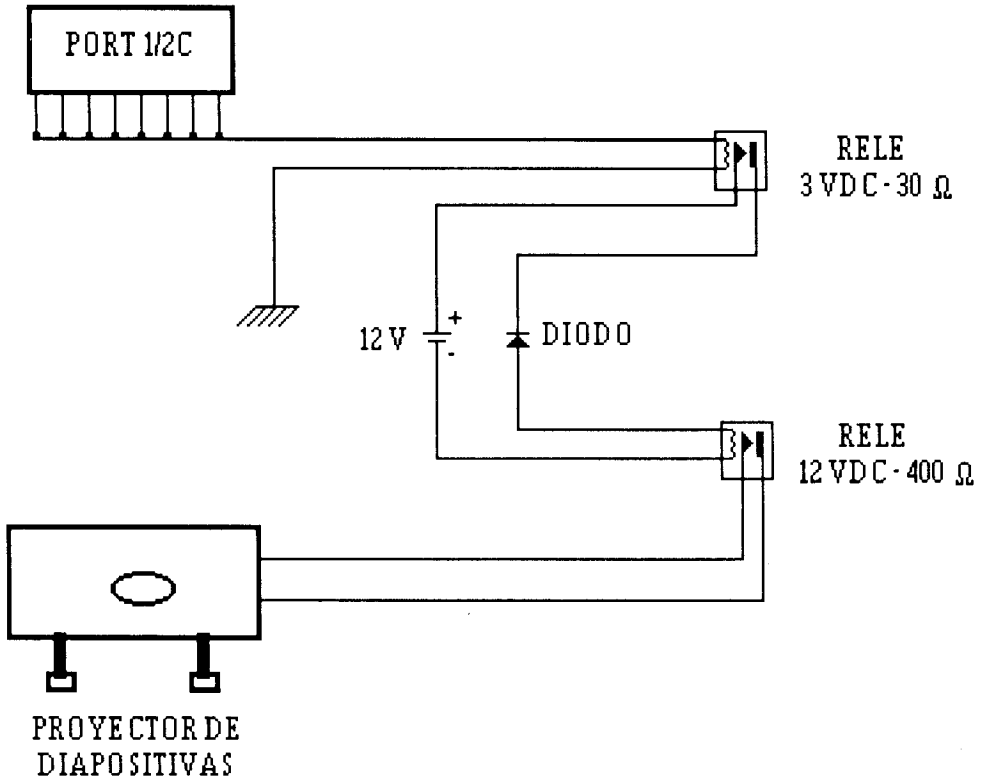 PORT 1/2C
RELE
3 VDC - 30 Ω
+
12 V
-
DIODO
RELE
12 VDC - 400 Ω
PROYECTOR DE
DIAPOSITIVAS